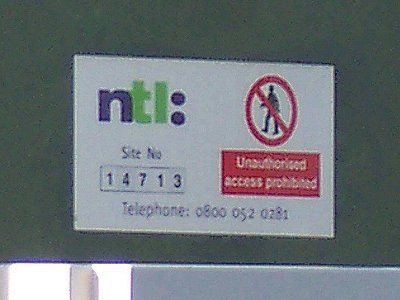 ntl:
Site No
14713
Unauthorised
access prohibited
Telephone: 0800 052 0281